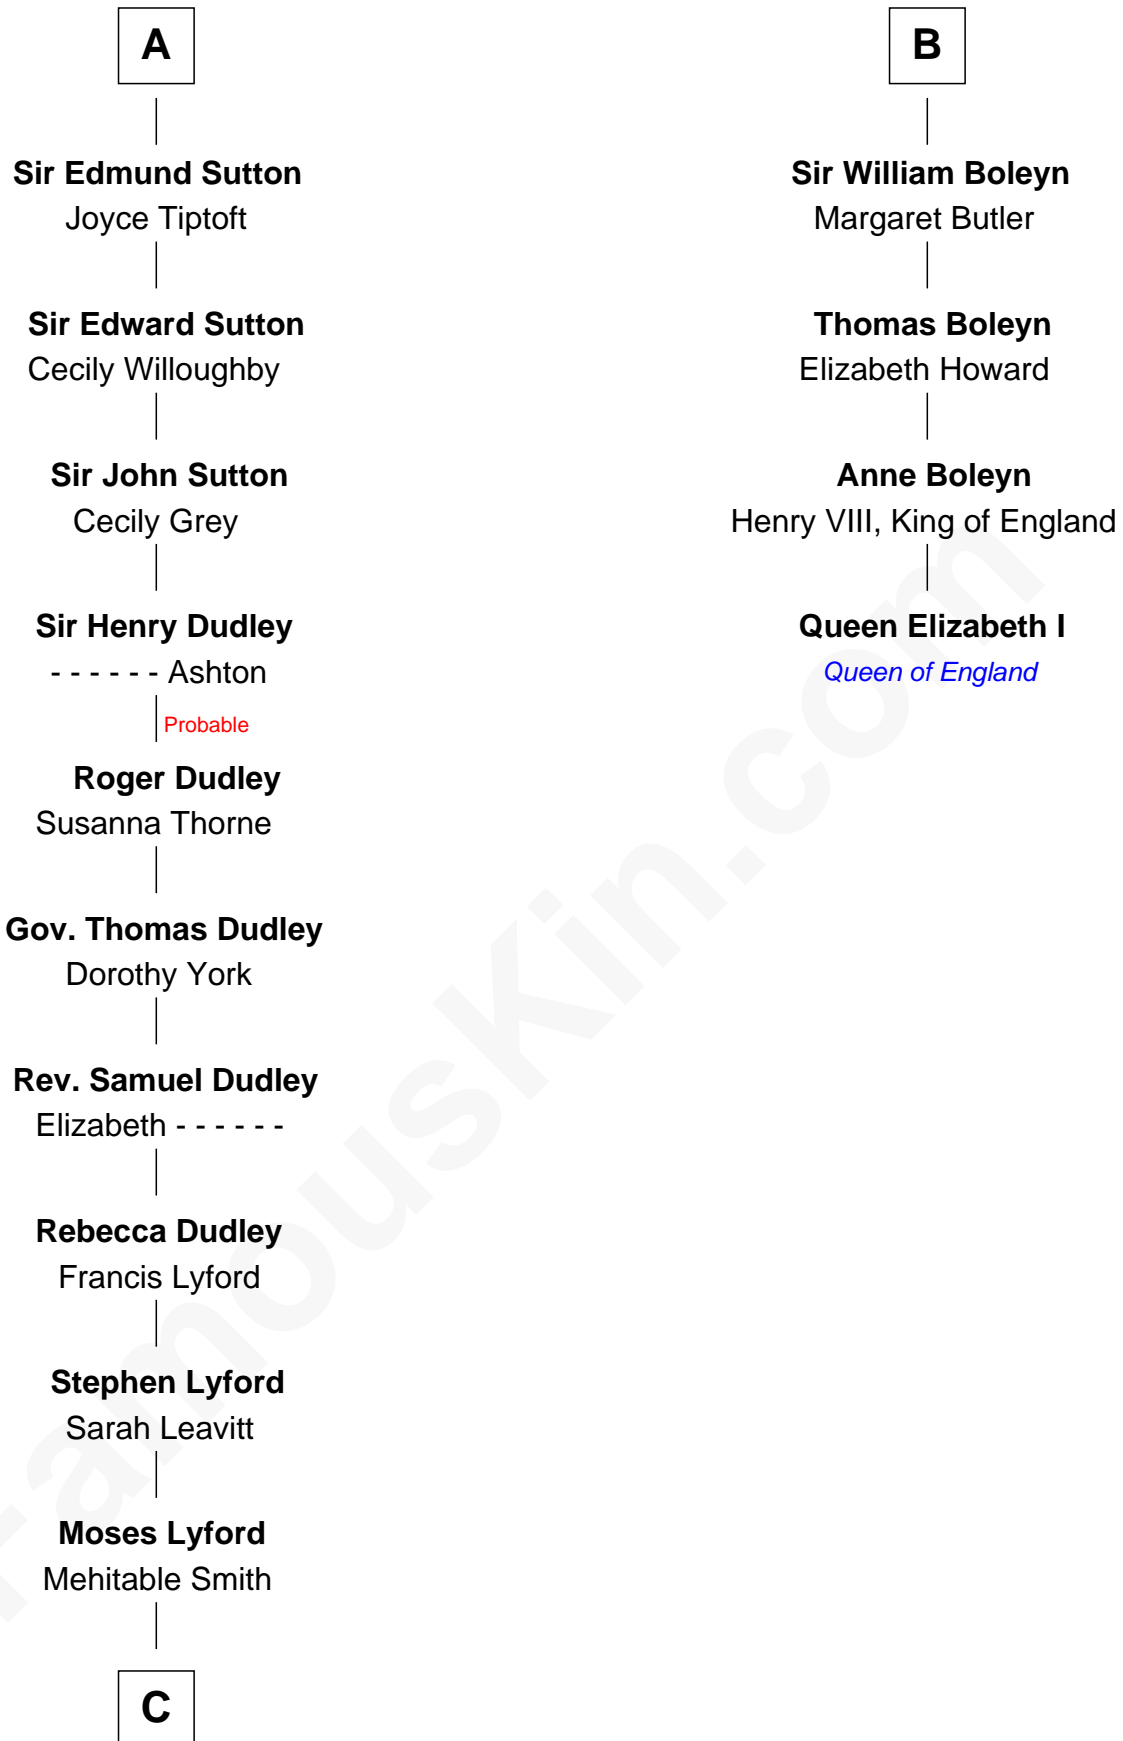 A
Sir Edmund Sutton
Joyce Tiptoft
Sir Edward Sutton
Cecily Willoughby
Sir John Sutton
Cecily Grey
Sir Henry Dudley
- - - - - - Ashton
Probable
Roger Dudley
Susanna Thorne
Gov. Thomas Dudley
Dorothy York
Rev. Samuel Dudley
Elizabeth - - - - - -
Rebecca Dudley
Francis Lyford
Stephen Lyford
Sarah Leavitt
Moses Lyford
Mehitable Smith
C
B
Sir William Boleyn
Margaret Butler
Thomas Boleyn
Elizabeth Howard
Anne Boleyn
Henry VIII, King of England
Queen Elizabeth I
Queen of England
FamousKin.com